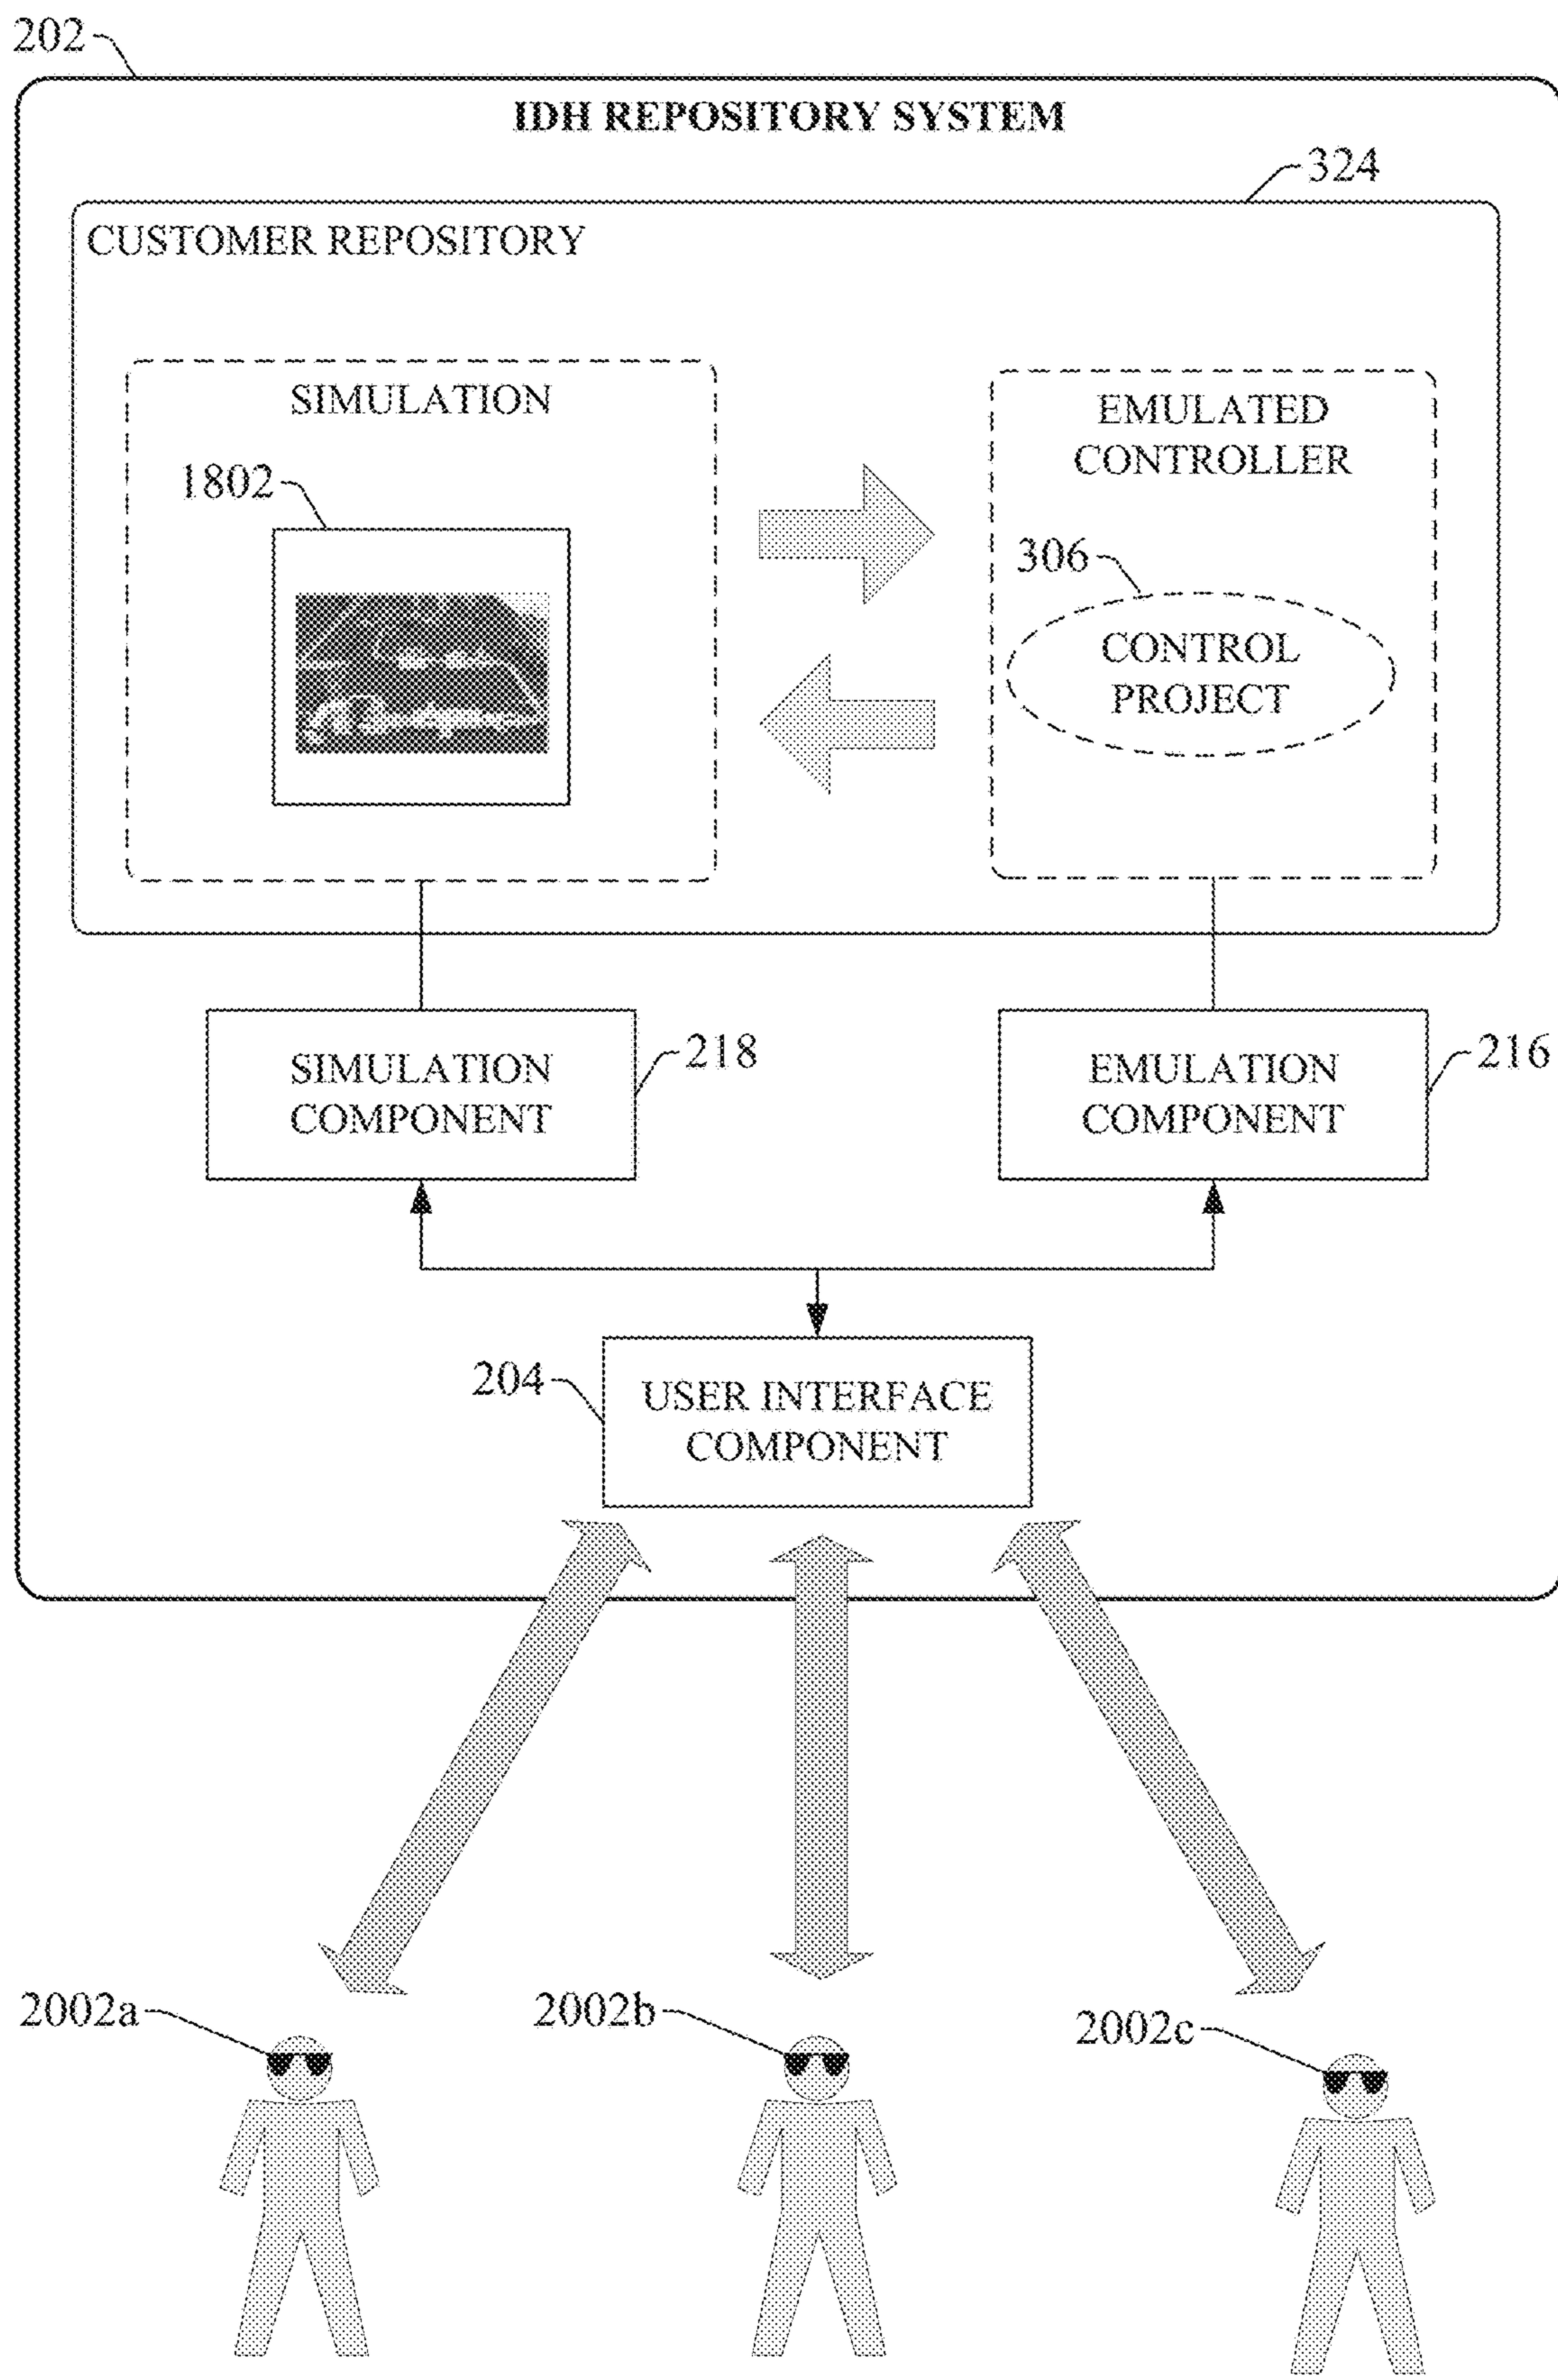 202
IDH REPOSITORY SYSTEM
324
CUSTOMER REPOSITORY
SIMULATION
1802
EMULATED
CONTROLLER
306
CONTROL
PROJECT
SIMULATION
COMPONENT
218
EMULATION
COMPONENT
216
204
USER INTERFACE
COMPONENT
2002a
2002b
2002c